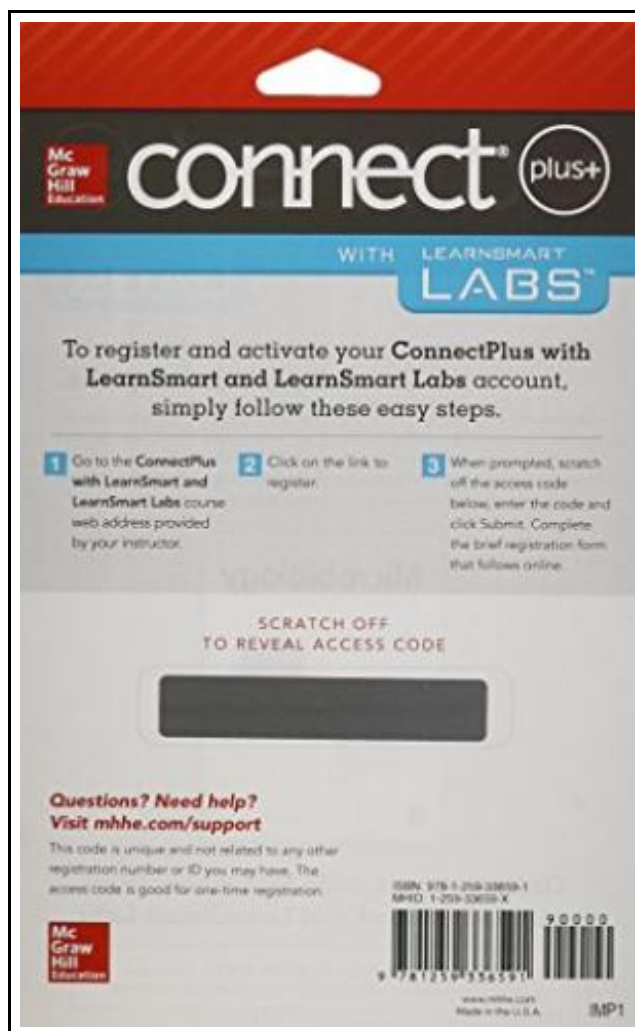 Mc
Graw
Hill
Education
connect® plus+
WITH LEARNSMART
LABS™
To register and activate your ConnectPlus with
LearnSmart and LearnSmart Labs account,
simply follow these easy steps.
1 Go to the ConnectPlus
with LearnSmart and
LearnSmart Labs course
web address provided
by your instructor.
2 Click on the link to
register.
3 When prompted, scratch
off the access code
below, enter the code and
click Submit. Complete
the brief registration form
that follows online.
SCRATCH OFF
TO REVEAL ACCESS CODE
Questions? Need help?
Visit mhhe.com/support
This code is unique and not related to any other
registration number or ID you may have. The
access code is good for one-time registration.
Mc
Graw
Hill
Education
ISBN: 978-1-259-33659-1
MHID: 1-259-33659-X
90000
9 781259 336591
www.mhhe.com
Made in the U.S.A.
IMP1